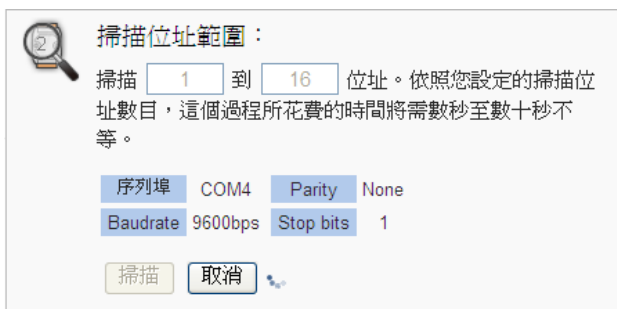 2
掃描位址範圍：
掃描 1 到 16 位址。依照您設定的掃描位
址數目，這個過程所花費的時間將需數秒至數十秒不
等。
序列埠 COM4 Parity None
Baudrate 9600bps Stop bits 1
掃描 取消